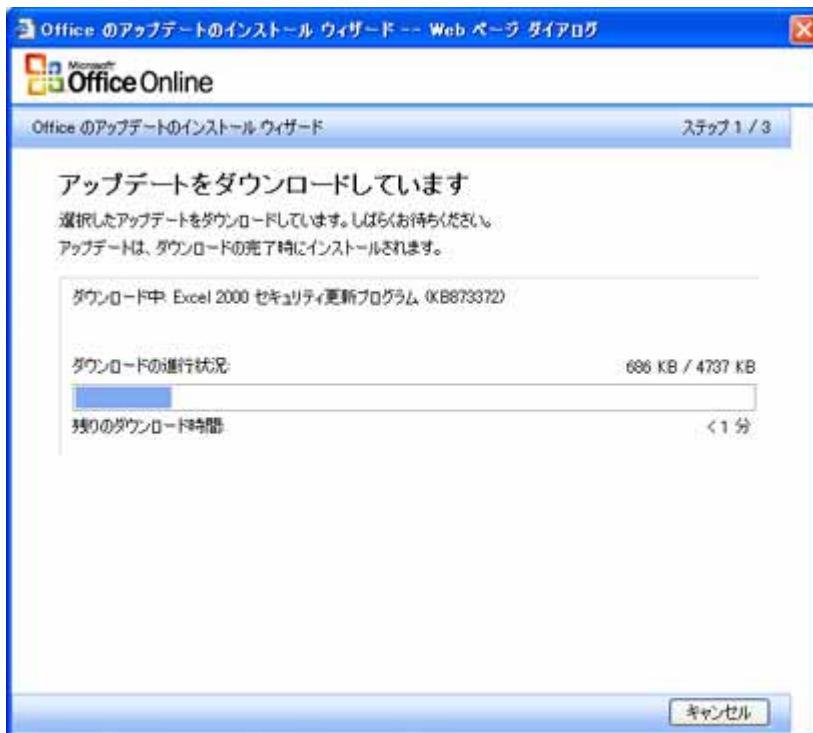 Office のアップデートのインストール ウィザード -- Web ページ ダイアログ
Microsoft
Office Online
Office のアップデートのインストール ウィザード
ステップ 1 / 3
アップデートをダウンロードしています
選択したアップデートをダウンロードしています。しばらくお待ちください。
アップデートは、ダウンロードの完了時にインストールされます。
ダウンロード中: Excel 2000 セキュリティ更新プログラム (KB873372)
ダウンロードの進行状況:
686 KB / 4737 KB
残りのダウンロード時間:
< 1 分
キャンセル